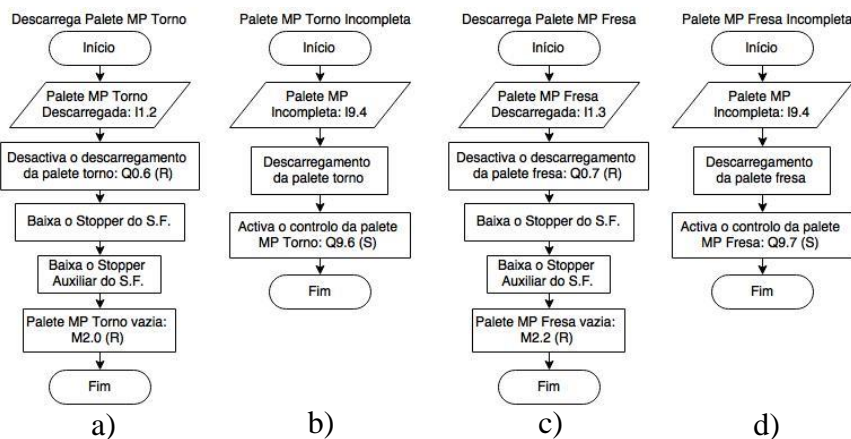 Descarrega Palete MP Torno
Início
Palete MP Torno
Descarregada: I1.2
Desactiva o descarregamento
da palete torno: Q0.6 (R)
Baixa o Stopper do S.F.
Baixa o Stopper
Auxiliar do S.F.
Palete MP Torno vazia:
M2.0 (R)
Fim
a)
Palete MP Torno Incompleta
Início
Palete MP
Incompleta: I9.4
Descarregamento
da palete torno
Activa o controlo da palete
MP Torno: Q9.6 (S)
Fim
b)
Descarrega Palete MP Fresa
Início
Palete MP Fresa
Descarregada: I1.3
Desactiva o descarregamento
da palete fresa: Q0.7 (R)
Baixa o Stopper do S.F.
Baixa o Stopper
Auxiliar do S.F.
Palete MP Fresa vazia:
M2.2 (R)
Fim
c)
Palete MP Fresa Incompleta
Início
Palete MP
Incompleta: I9.4
Descarregamento
da palete fresa
Activa o controlo da palete
MP Fresa: Q9.7 (S)
Fim
d)